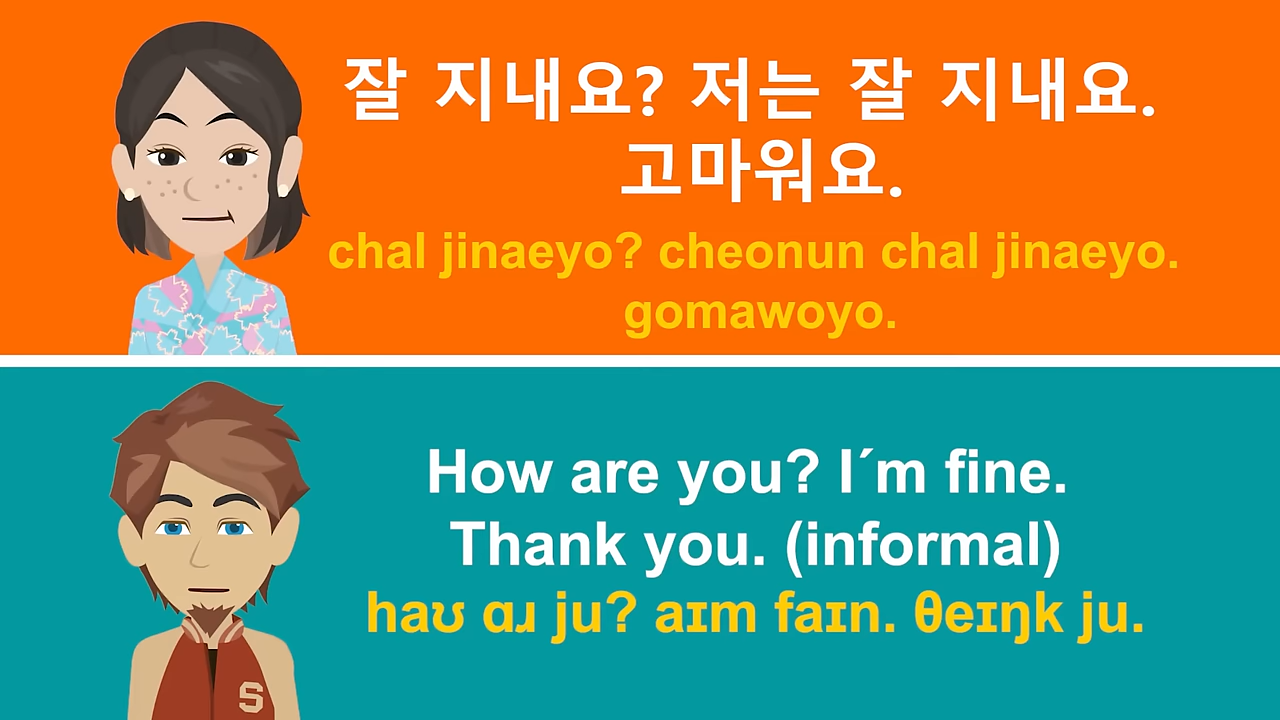 잘 지내요? 저는 잘 지내요.
고마워요.
chal jinaeyo? cheonun chal jinaeyo.
gomawoyo.
How are you? I´m fine.
Thank you. (informal)
haʊ ɑɹ ju? aɪm faɪn. θeɪŋk ju.
S